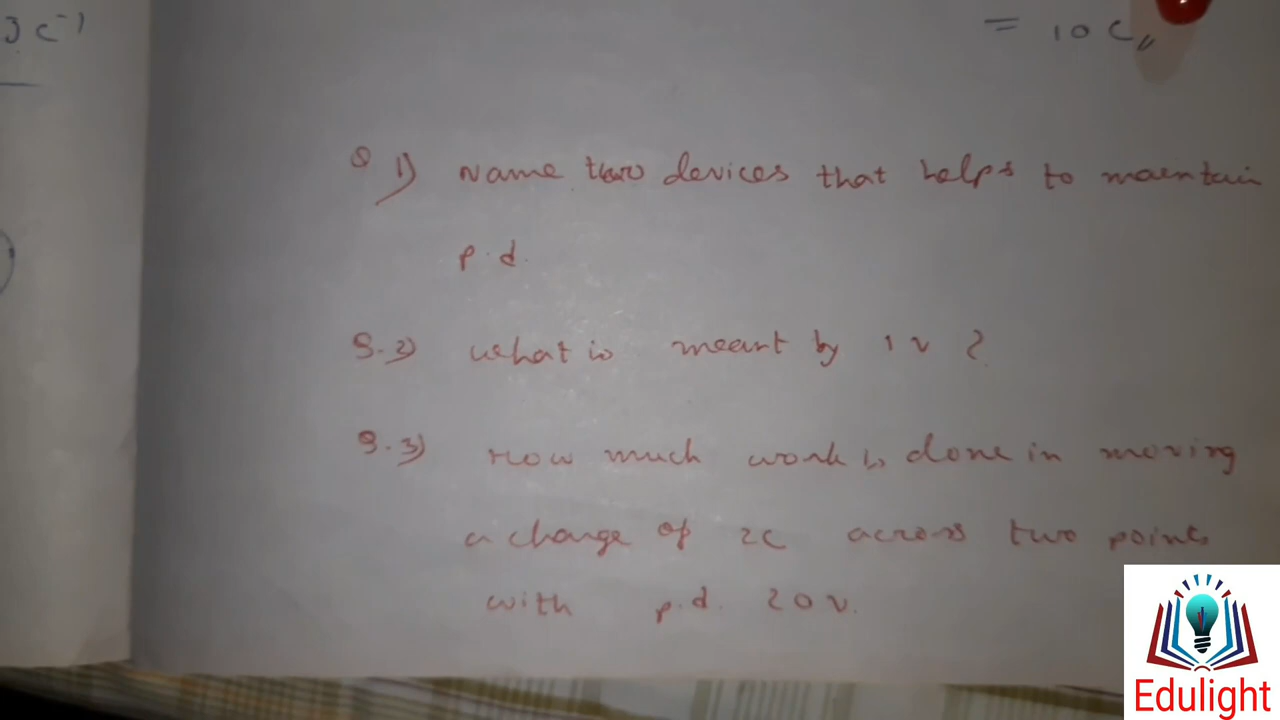 J C⁻¹
= 10 C,,
Q 1) Name two devices that helps to maintain
p.d.
Q.2) what is meant by 1 V ?
Q.3) How much work is done in moving
a charge of 2C across two points
with p.d. 20 V.
Edulight